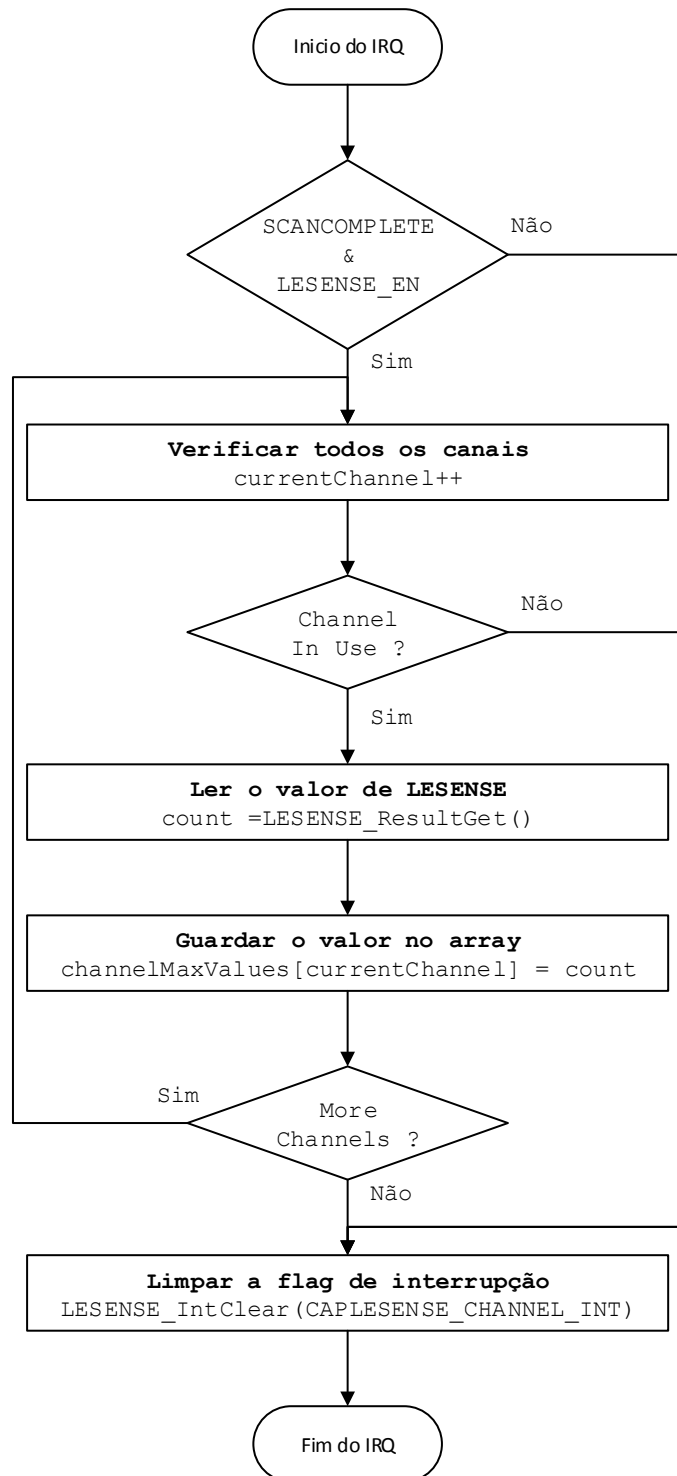 Inicio do IRQ
SCANCOMPLETE
&
LESENSE_EN
Não
Sim
Verificar todos os canais
currentChannel++
Channel
In Use ?
Não
Sim
Ler o valor de LESENSE
count =LESENSE_ResultGet()
Guardar o valor no array
channelMaxValues[currentChannel] = count
Sim
More
Channels ?
Não
Limpar a flag de interrupção
LESENSE_IntClear(CAPLESENSE_CHANNEL_INT)
Fim do IRQ